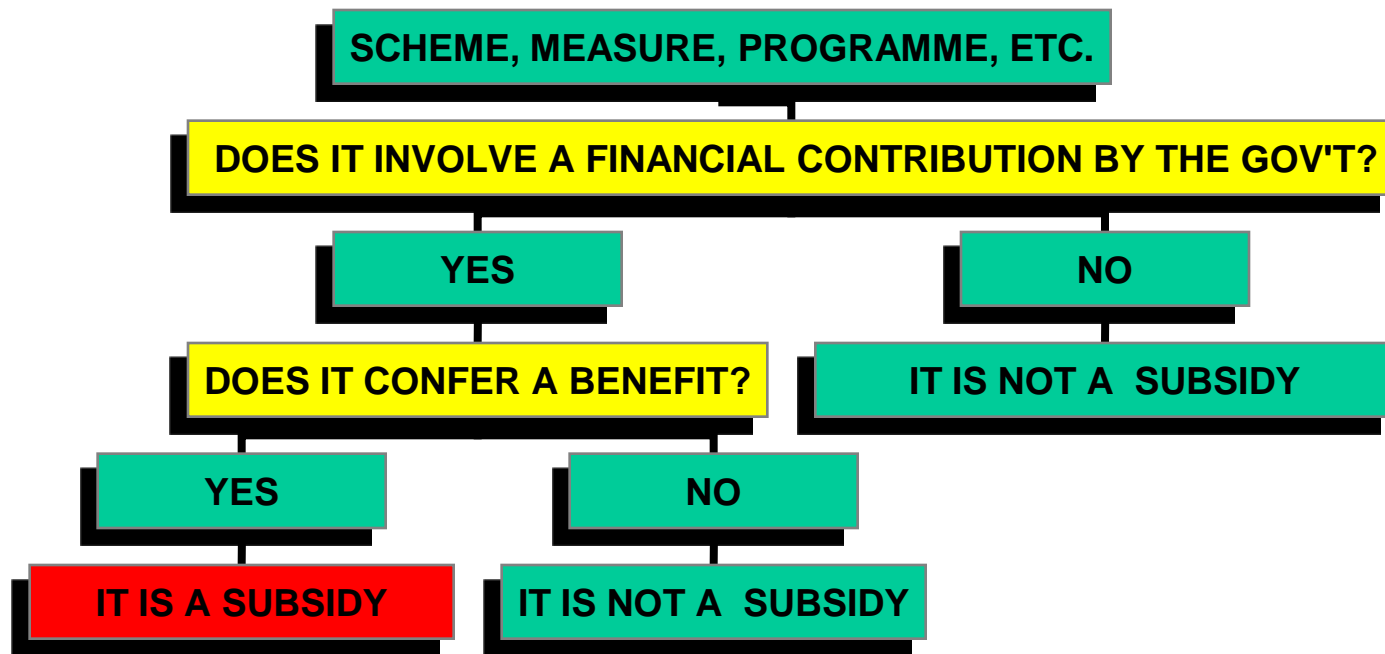 SCHEME, MEASURE, PROGRAMME, ETC.
DOES IT INVOLVE A FINANCIAL CONTRIBUTION BY THE GOV'T?
YES
NO
DOES IT CONFER A BENEFIT?
IT IS NOT A SUBSIDY
YES
NO
IT IS A SUBSIDY
IT IS NOT A SUBSIDY